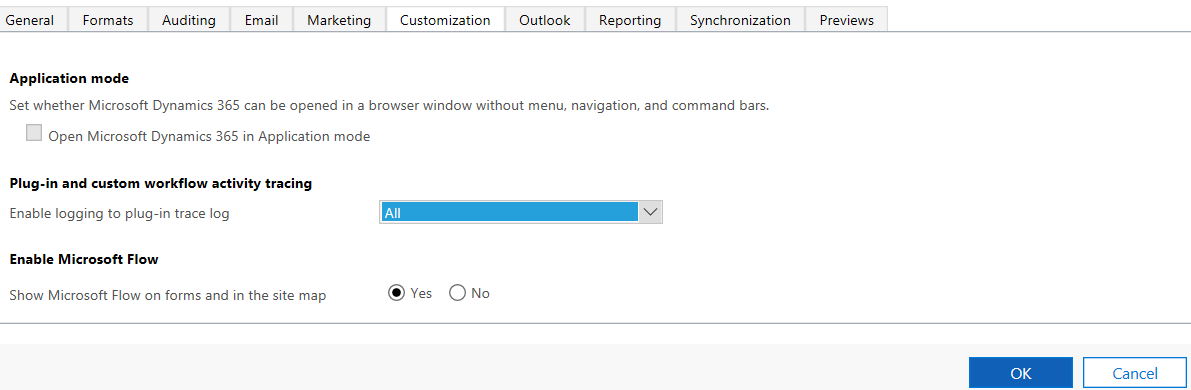 General Formats Auditing Email Marketing Customization Outlook Reporting Synchronization Previews
Application mode
Set whether Microsoft Dynamics 365 can be opened in a browser window without menu, navigation, and command bars.
Open Microsoft Dynamics 365 in Application mode
Plug-in and custom workflow activity tracing
Enable logging to plug-in trace log All
Enable Microsoft Flow
Show Microsoft Flow on forms and in the site map Yes No
OK Cancel